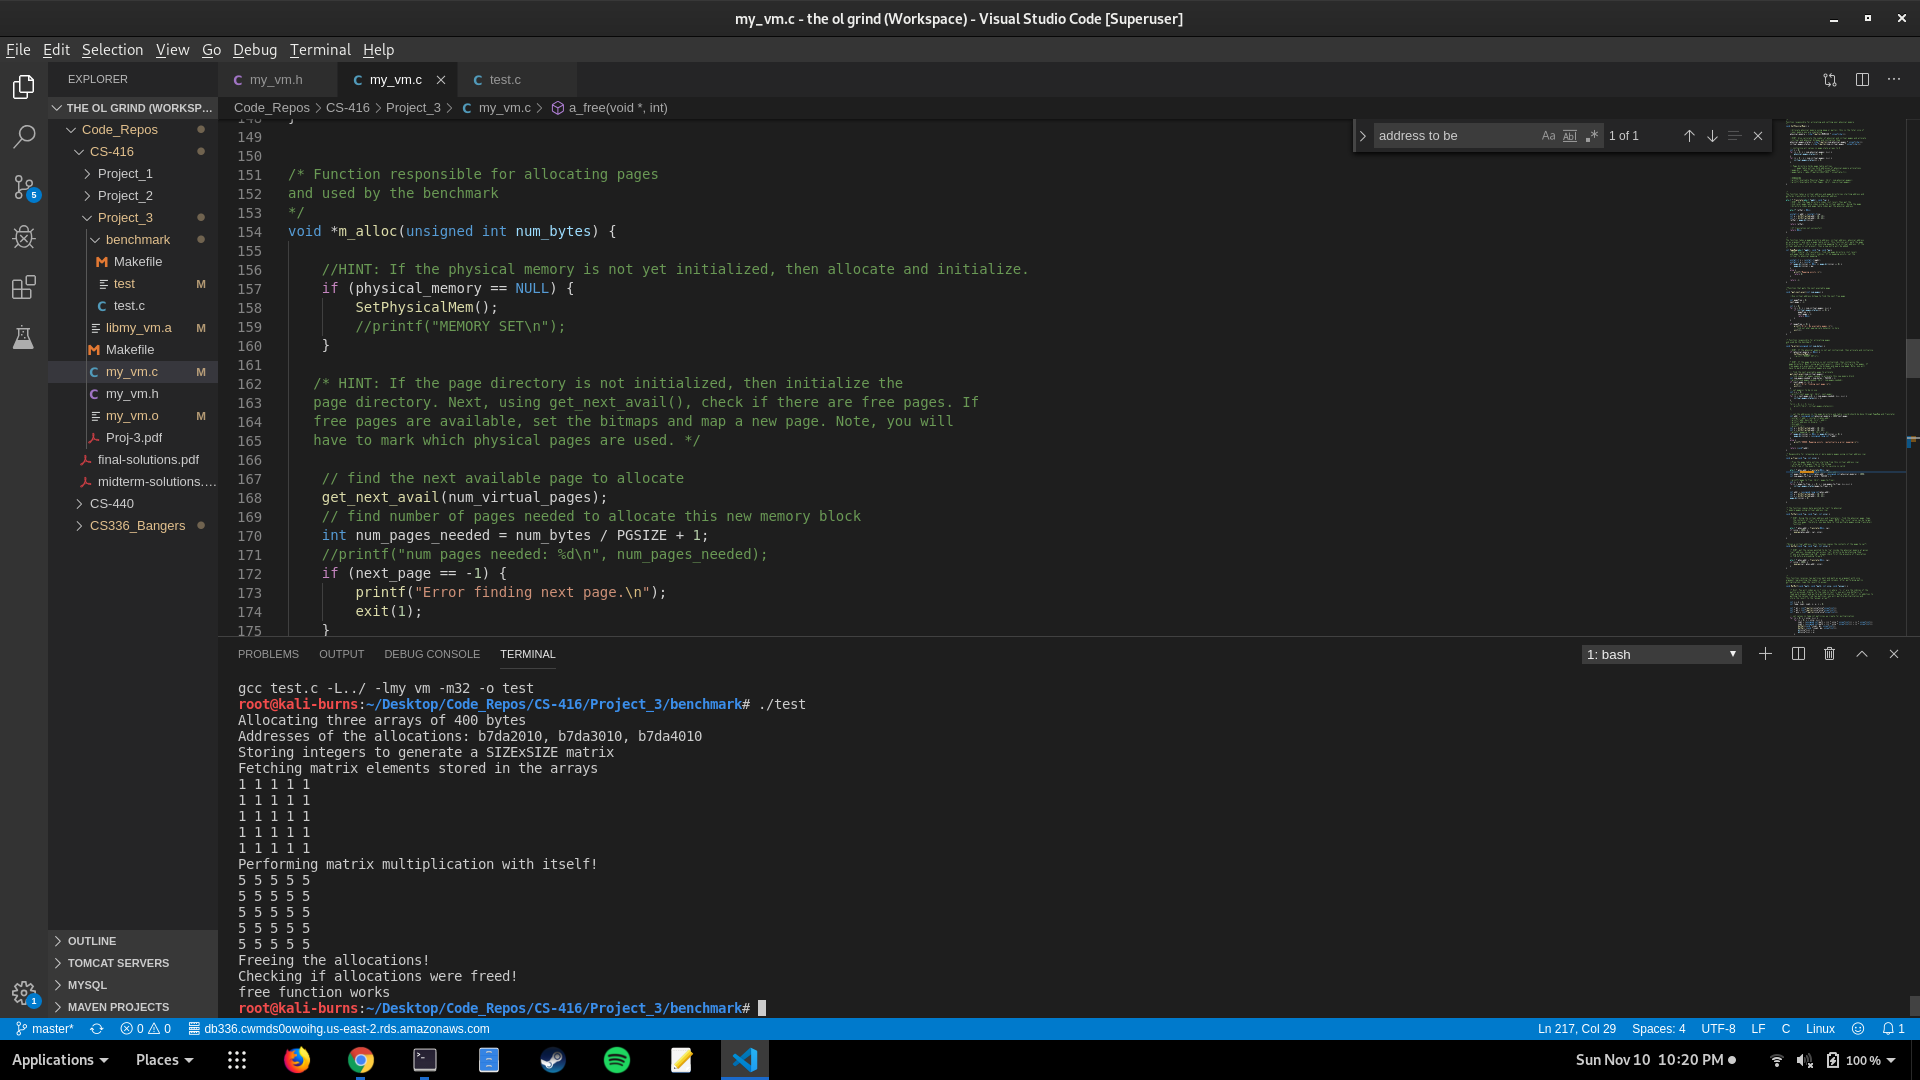 my_vm.c - the ol grind (Workspace) - Visual Studio Code [Superuser]
File Edit Selection View Go Debug Terminal Help
EXPLORER
THE OL GRIND (WORKSP...
Code_Repos
CS-416
Project_1
Project_2
Project_3
benchmark
Makefile
test M
test.c
libmy_vm.a M
Makefile
my_vm.c M
my_vm.h
my_vm.o M
Proj-3.pdf
final-solutions.pdf
midterm-solutions....
CS-440
CS336_Bangers
OUTLINE
TOMCAT SERVERS
MYSQL
MAVEN PROJECTS
5
1
C my_vm.h C my_vm.c C test.c
Code_Repos > CS-416 > Project_3 > C my_vm.c > a_free(void *, int)
address to be Aa Abl 1 of 1
148 }
149
150
151 /* Function responsible for allocating pages
152 and used by the benchmark
153 */
154 void *m_alloc(unsigned int num_bytes) {
155
156 //HINT: If the physical memory is not yet initialized, then allocate and initialize.
157 if (physical_memory == NULL) {
158 SetPhysicalMem();
159 //printf("MEMORY SET\n");
160 }
161
162 /* HINT: If the page directory is not initialized, then initialize the
163 page directory. Next, using get_next_avail(), check if there are free pages. If
164 free pages are available, set the bitmaps and map a new page. Note, you will
165 have to mark which physical pages are used. */
166
167 // find the next available page to allocate
168 get_next_avail(num_virtual_pages);
169 // find number of pages needed to allocate this new memory block
170 int num_pages_needed = num_bytes / PGSIZE + 1;
171 //printf("num pages needed: %d\n", num_pages_needed);
172 if (next_page == -1) {
173 printf("Error finding next page.\n");
174 exit(1);
175 }
PROBLEMS OUTPUT DEBUG CONSOLE TERMINAL 1: bash
gcc test.c -L../ -lmy vm -m32 -o test
root@kali-burns:~/Desktop/Code_Repos/CS-416/Project_3/benchmark# ./test
Allocating three arrays of 400 bytes
Addresses of the allocations: b7da2010, b7da3010, b7da4010
Storing integers to generate a SIZExSIZE matrix
Fetching matrix elements stored in the arrays
1 1 1 1 1
1 1 1 1 1
1 1 1 1 1
1 1 1 1 1
1 1 1 1 1
Performing matrix multiplication with itself!
5 5 5 5 5
5 5 5 5 5
5 5 5 5 5
5 5 5 5 5
5 5 5 5 5
Freeing the allocations!
Checking if allocations were freed!
free function works
root@kali-burns:~/Desktop/Code_Repos/CS-416/Project_3/benchmark#
master* 0 0 db336.cwmds0owoihg.us-east-2.rds.amazonaws.com Ln 217, Col 29 Spaces: 4 UTF-8 LF C Linux 1
Applications Places Sun Nov 10 10:20 PM 100 %